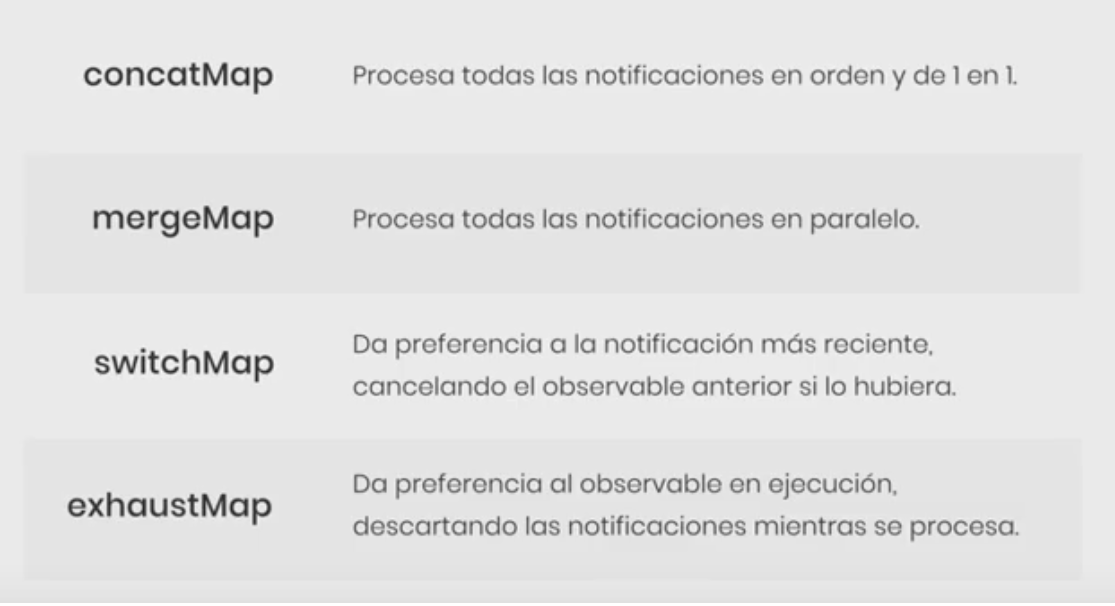 concatMap Procesa todas las notificaciones en orden y de 1 en 1.
mergeMap Procesa todas las notificaciones en paralelo.
switchMap Da preferencia a la notificación más reciente,
cancelando el observable anterior si lo hubiera.
exhaustMap Da preferencia al observable en ejecución,
descartando las notificaciones mientras se procesa.